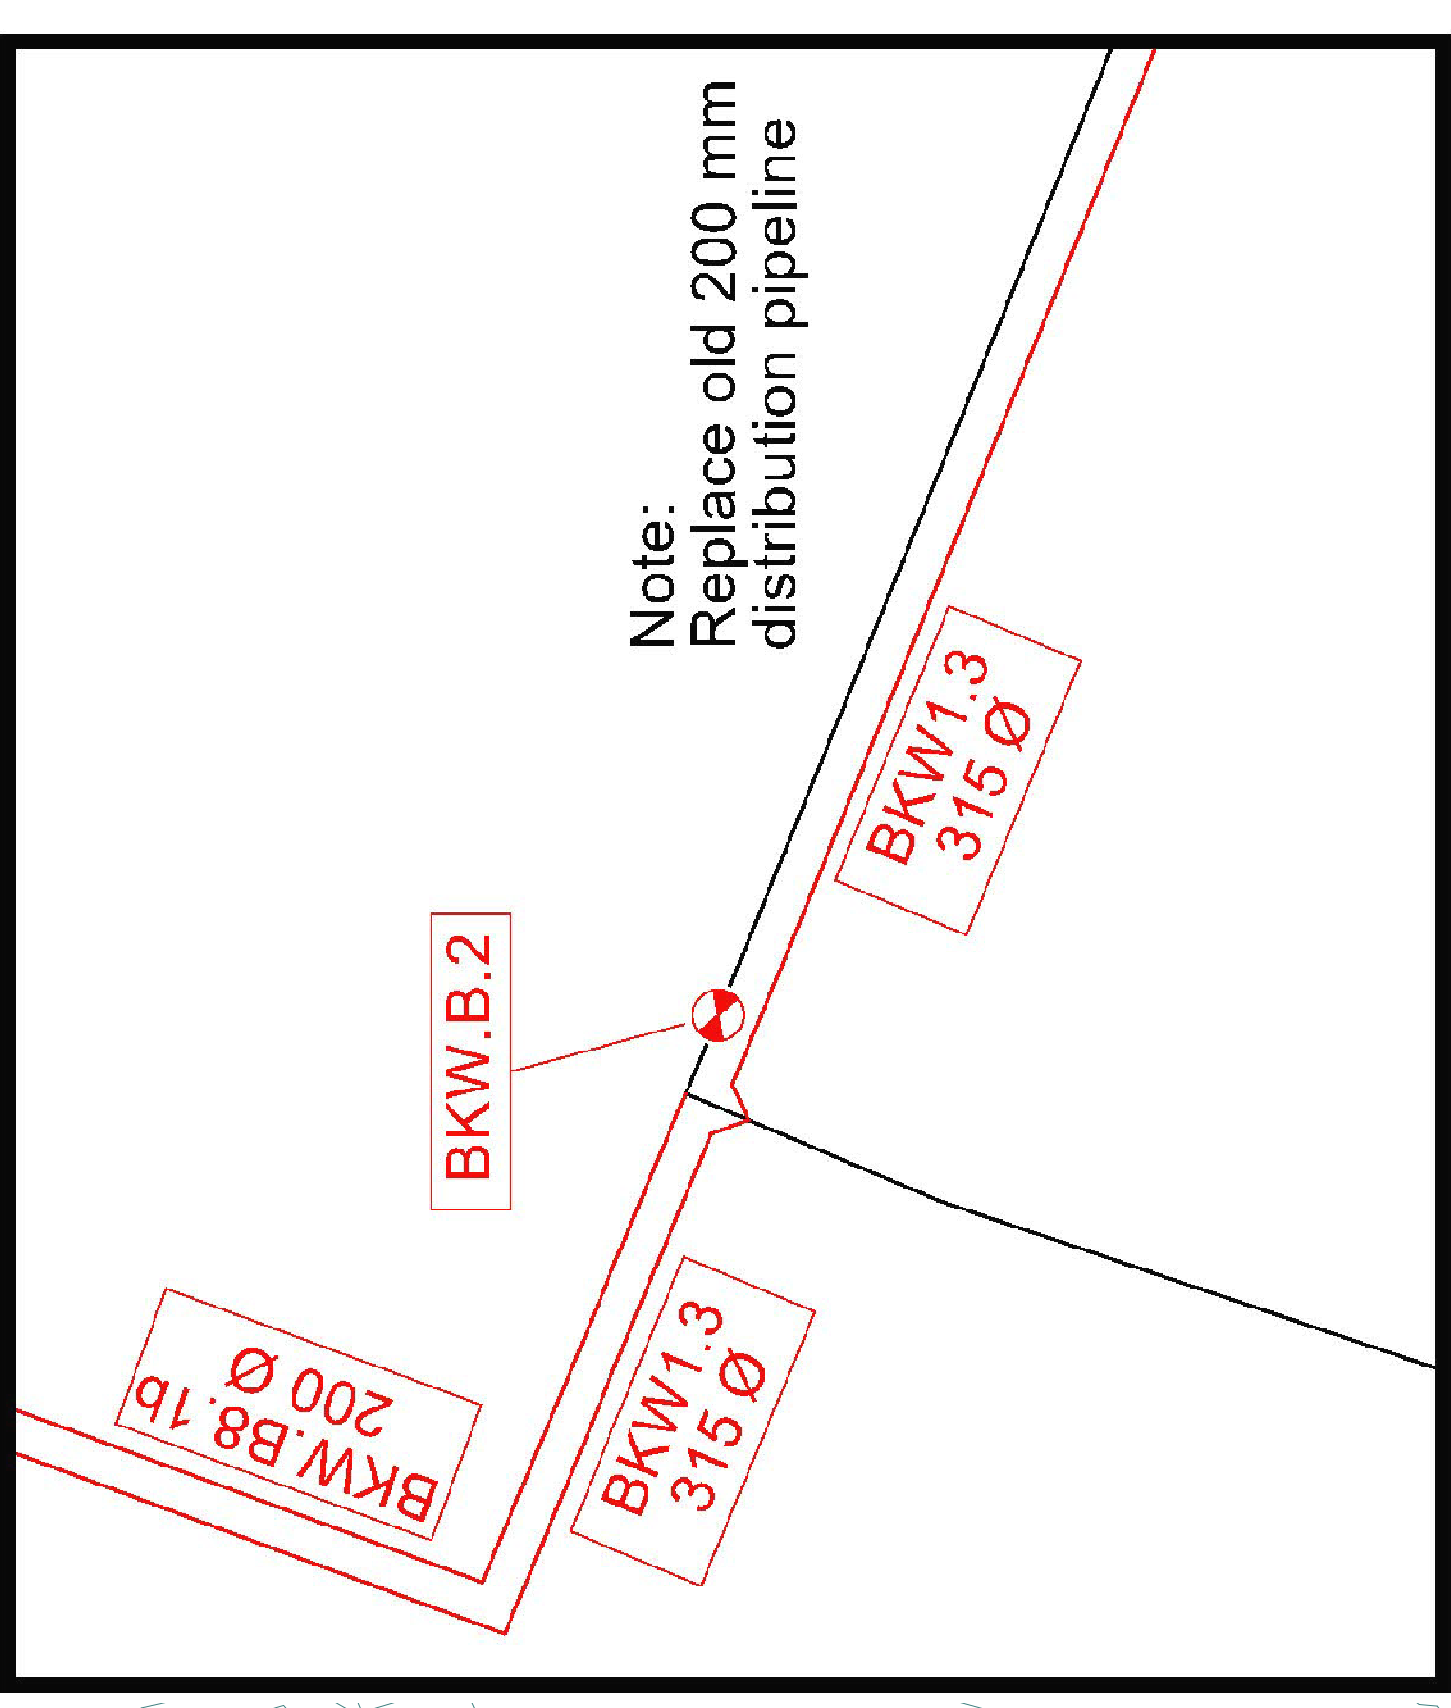 Note:
Replace old 200 mm
distribution pipeline
BKW1.3
315 Ø
BKW.B.2
BKW1.3
315 Ø
BKW.B8.1b
200 Ø